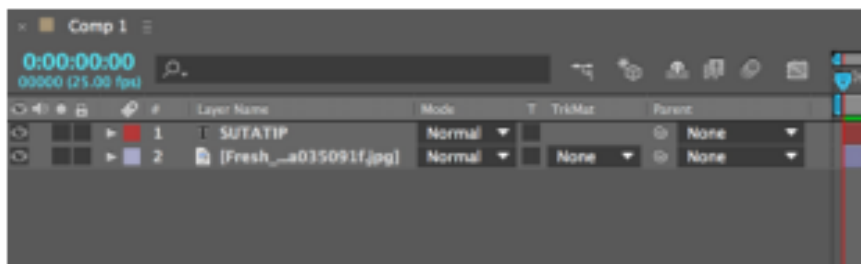 Comp 1
0:00:00:00
00000 (25.00 fps)
# Layer Name Mode T TrkMat Parent
1 T SUTATIP Normal None
2 [Fresh_...a035091f.jpg] Normal None None